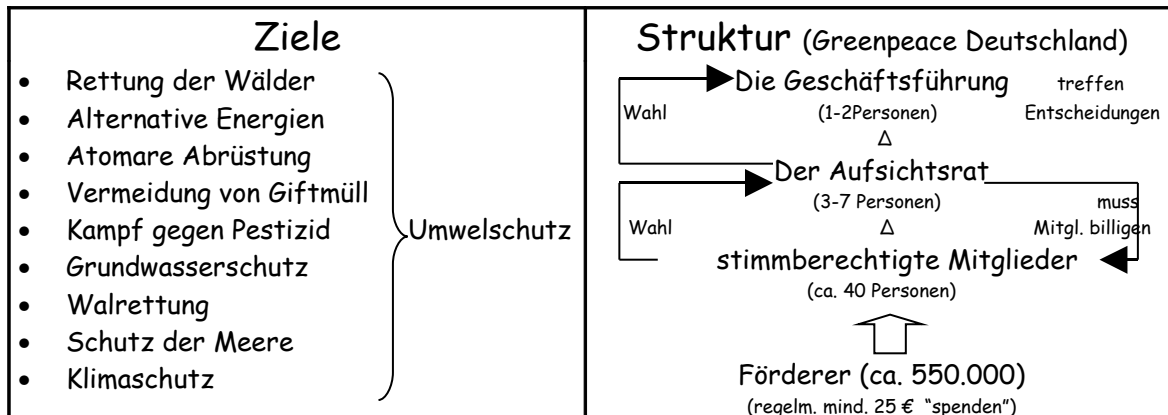 Ziele
• Rettung der Wälder
• Alternative Energien
• Atomare Abrüstung
• Vermeidung von Giftmüll
• Kampf gegen Pestizid
• Grundwasserschutz
• Walrettung
• Schutz der Meere
• Klimaschutz
Umwelschutz
Struktur (Greenpeace Deutschland)
Die Geschäftsführung treffen
Wahl (1-2Personen) Entscheidungen
Δ
Der Aufsichtsrat
(3-7 Personen) muss
Wahl Δ Mitgl. billigen
stimmberechtigte Mitglieder
(ca. 40 Personen)
Förderer (ca. 550.000)
(regelm. mind. 25 € "spenden")